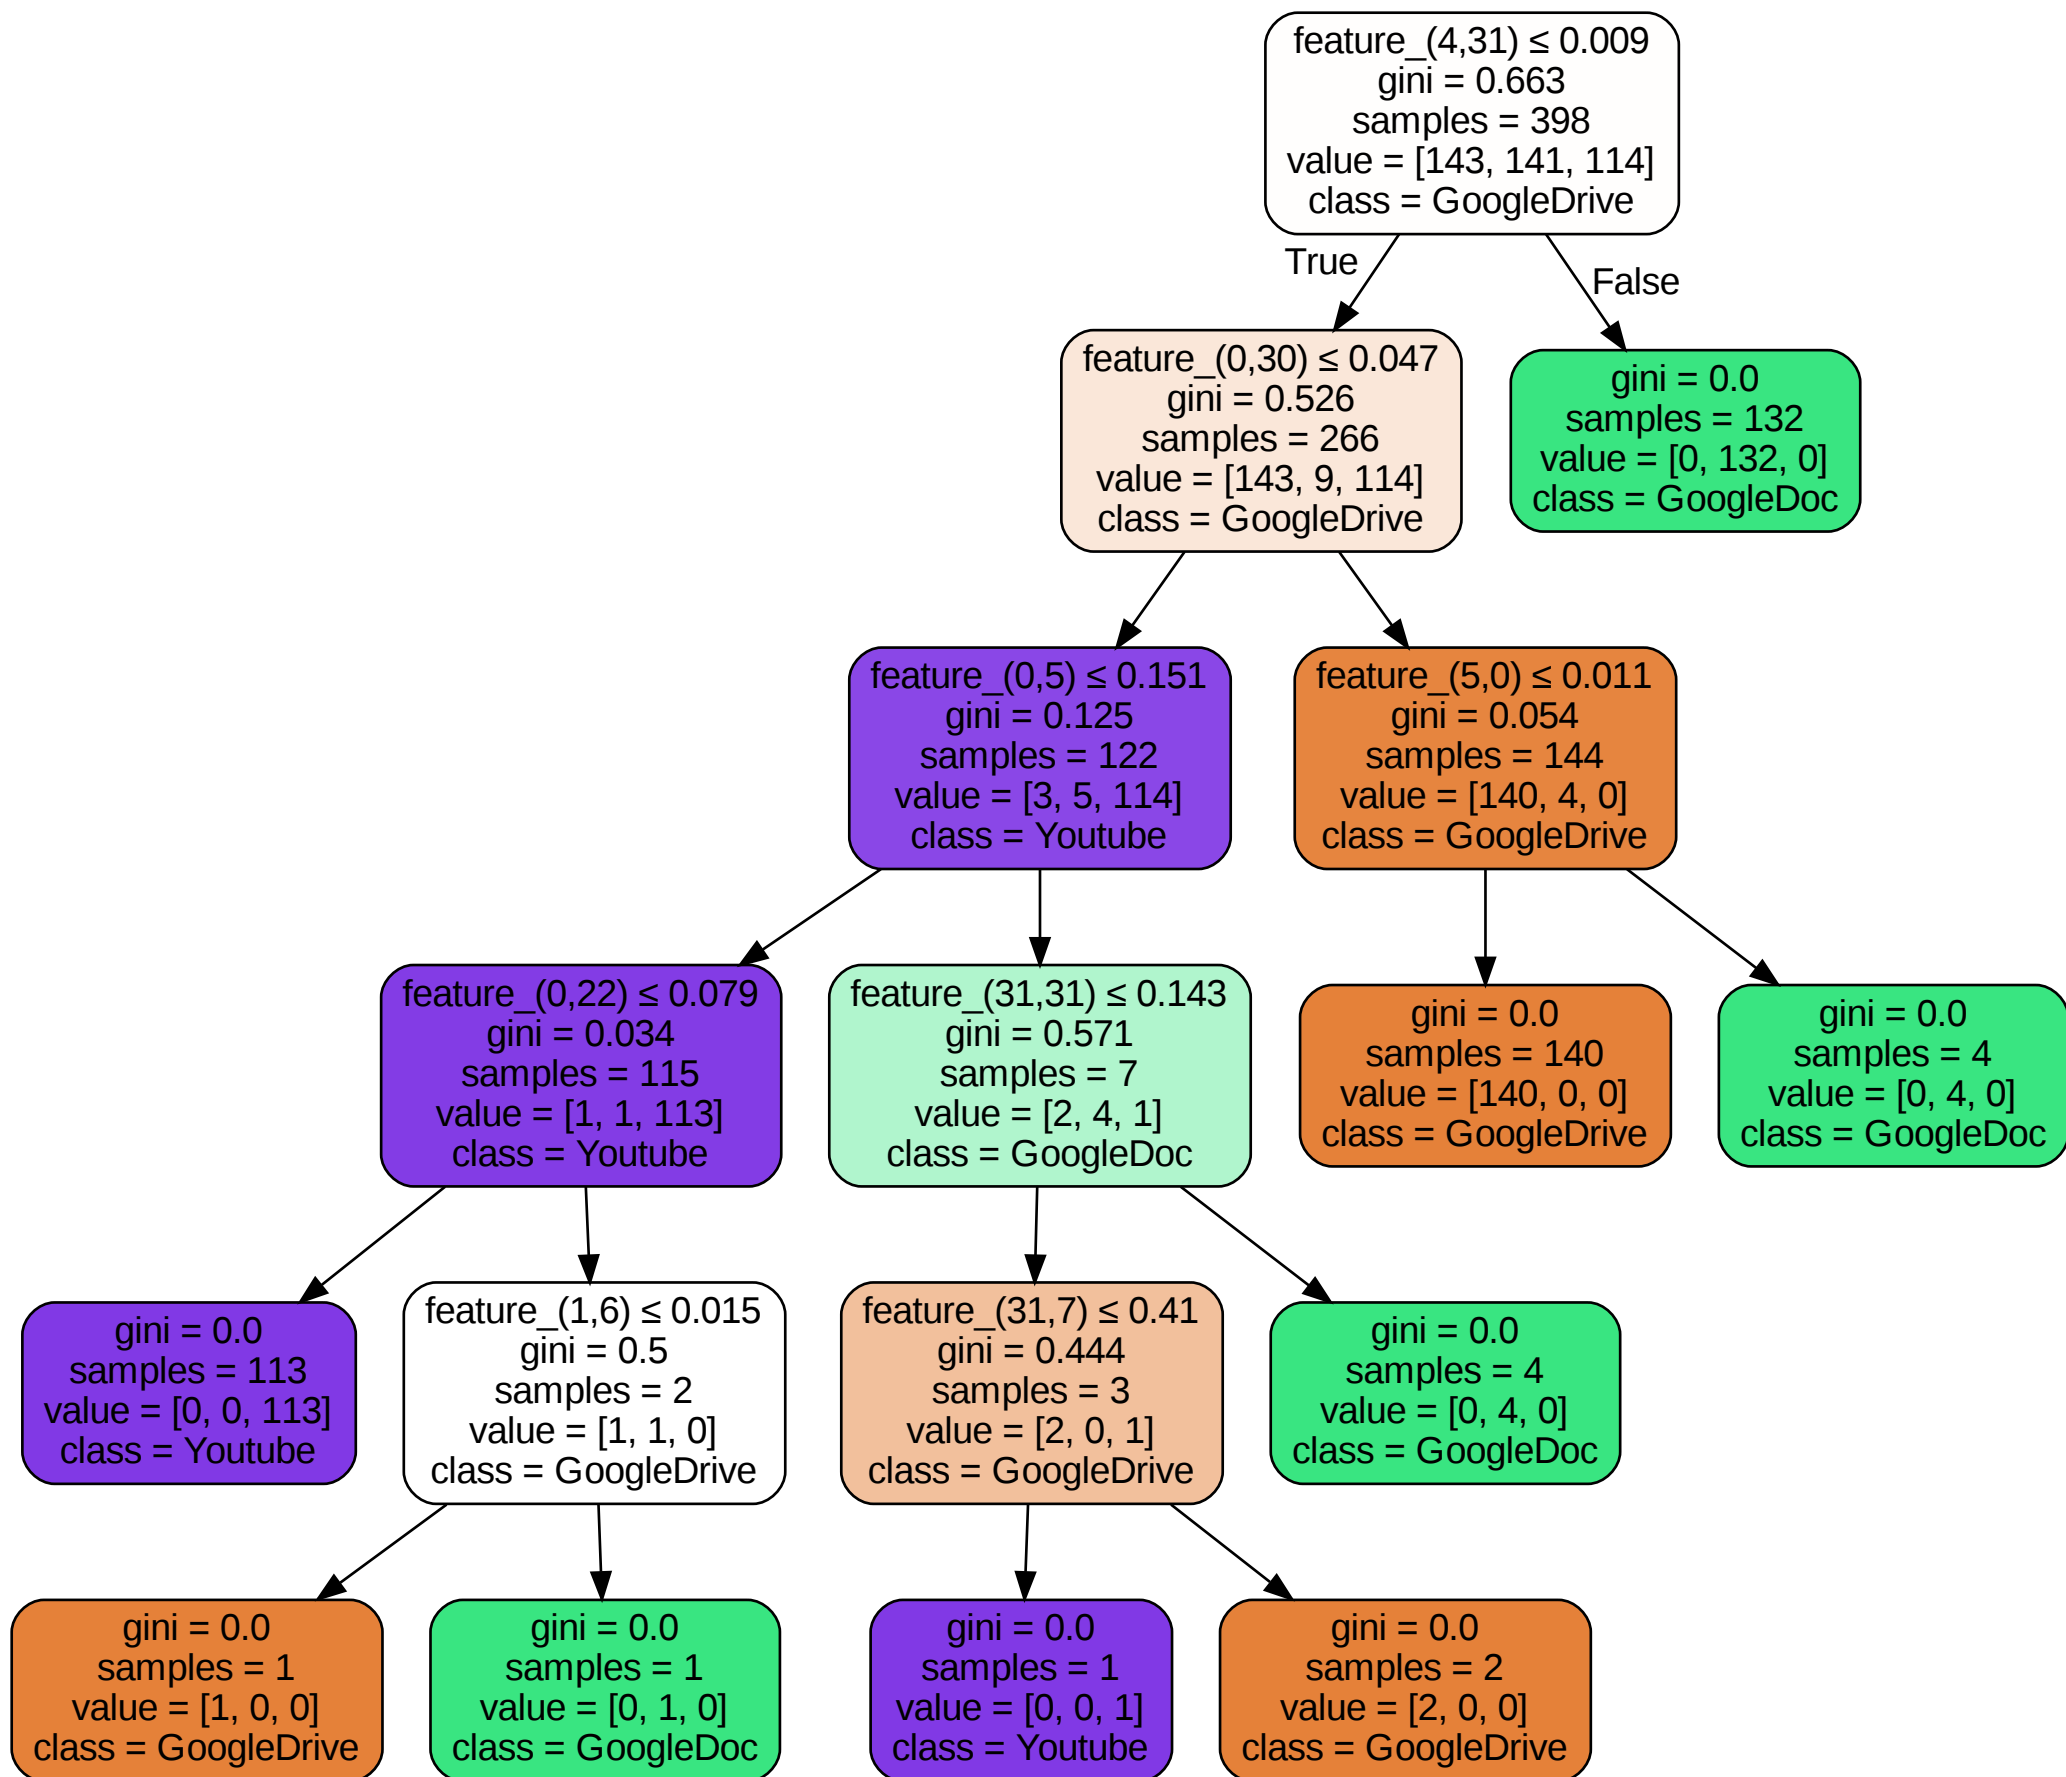 feature_(4,31) ≤ 0.009
gini = 0.663
samples = 398
value = [143, 141, 114]
class = GoogleDrive
True
False
feature_(0,30) ≤ 0.047
gini = 0.526
samples = 266
value = [143, 9, 114]
class = GoogleDrive
gini = 0.0
samples = 132
value = [0, 132, 0]
class = GoogleDoc
feature_(0,5) ≤ 0.151
gini = 0.125
samples = 122
value = [3, 5, 114]
class = Youtube
feature_(5,0) ≤ 0.011
gini = 0.054
samples = 144
value = [140, 4, 0]
class = GoogleDrive
feature_(0,22) ≤ 0.079
gini = 0.034
samples = 115
value = [1, 1, 113]
class = Youtube
feature_(31,31) ≤ 0.143
gini = 0.571
samples = 7
value = [2, 4, 1]
class = GoogleDoc
gini = 0.0
samples = 140
value = [140, 0, 0]
class = GoogleDrive
gini = 0.0
samples = 4
value = [0, 4, 0]
class = GoogleDoc
gini = 0.0
samples = 113
value = [0, 0, 113]
class = Youtube
feature_(1,6) ≤ 0.015
gini = 0.5
samples = 2
value = [1, 1, 0]
class = GoogleDrive
feature_(31,7) ≤ 0.41
gini = 0.444
samples = 3
value = [2, 0, 1]
class = GoogleDrive
gini = 0.0
samples = 4
value = [0, 4, 0]
class = GoogleDoc
gini = 0.0
samples = 1
value = [1, 0, 0]
class = GoogleDrive
gini = 0.0
samples = 1
value = [0, 1, 0]
class = GoogleDoc
gini = 0.0
samples = 1
value = [0, 0, 1]
class = Youtube
gini = 0.0
samples = 2
value = [2, 0, 0]
class = GoogleDrive